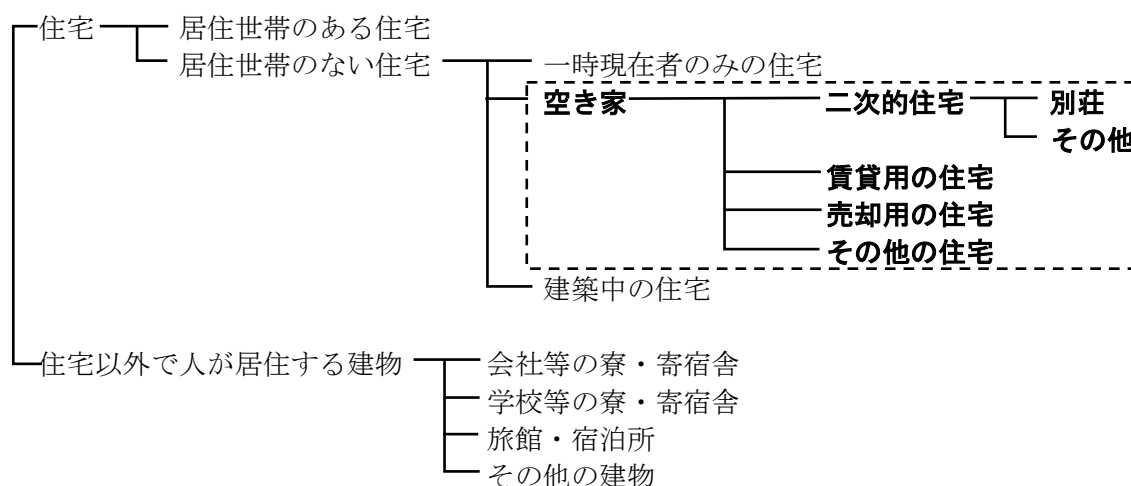 住宅 居住世帯のある住宅
居住世帯のない住宅 一時現在者のみの住宅
空き家 二次的住宅 別荘
その他
賃貸用の住宅
売却用の住宅
その他の住宅
建築中の住宅
住宅以外で人が居住する建物 会社等の寮・寄宿舎
学校等の寮・寄宿舎
旅館・宿泊所
その他の建物